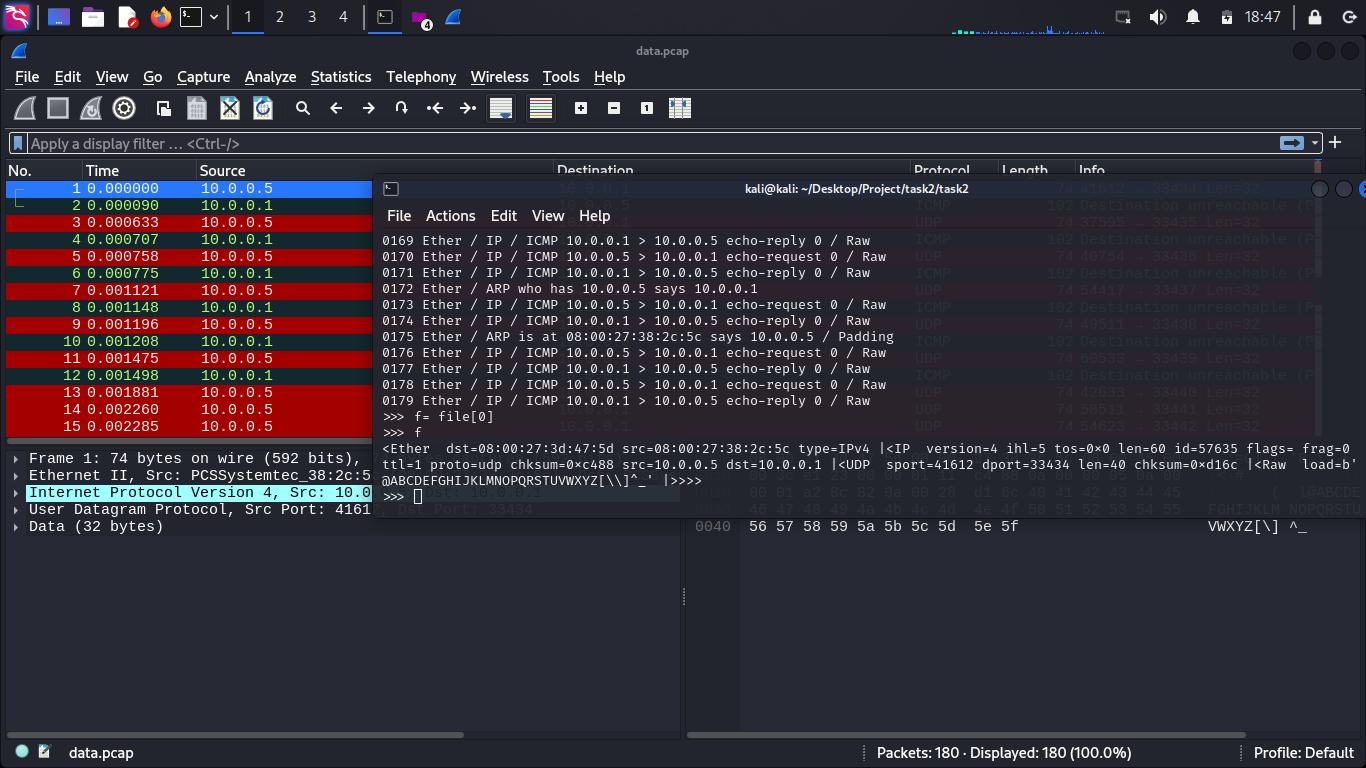 1 2 3 4 4 18:47
data.pcap
File Edit View Go Capture Analyze Statistics Telephony Wireless Tools Help
Apply a display filter … <Ctrl-/>
No. Time Source Destination Protocol Length Info
1 0.000000 10.0.0.5
2 0.000090 10.0.0.1
3 0.000633 10.0.0.5
4 0.000707 10.0.0.1
5 0.000758 10.0.0.5
6 0.000775 10.0.0.1
7 0.001121 10.0.0.5
8 0.001148 10.0.0.1
9 0.001196 10.0.0.5
10 0.001208 10.0.0.1
11 0.001475 10.0.0.5
12 0.001498 10.0.0.1
13 0.001881 10.0.0.5
14 0.002260 10.0.0.5
15 0.002285 10.0.0.5
kali@kali: ~/Desktop/Project/task2/task2
File Actions Edit View Help
0169 Ether / IP / ICMP 10.0.0.1 > 10.0.0.5 echo-reply 0 / Raw
0170 Ether / IP / ICMP 10.0.0.5 > 10.0.0.1 echo-request 0 / Raw
0171 Ether / IP / ICMP 10.0.0.1 > 10.0.0.5 echo-reply 0 / Raw
0172 Ether / ARP who has 10.0.0.5 says 10.0.0.1
0173 Ether / IP / ICMP 10.0.0.5 > 10.0.0.1 echo-request 0 / Raw
0174 Ether / IP / ICMP 10.0.0.1 > 10.0.0.5 echo-reply 0 / Raw
0175 Ether / ARP is at 08:00:27:38:2c:5c says 10.0.0.5 / Padding
0176 Ether / IP / ICMP 10.0.0.5 > 10.0.0.1 echo-request 0 / Raw
0177 Ether / IP / ICMP 10.0.0.1 > 10.0.0.5 echo-reply 0 / Raw
0178 Ether / IP / ICMP 10.0.0.5 > 10.0.0.1 echo-request 0 / Raw
0179 Ether / IP / ICMP 10.0.0.1 > 10.0.0.5 echo-reply 0 / Raw
>>> f= file[0]
>>> f
<Ether dst=08:00:27:3d:47:5d src=08:00:27:38:2c:5c type=IPv4 |<IP version=4 ihl=5 tos=0×0 len=60 id=57635 flags= frag=0
ttl=1 proto=udp chksum=0×c488 src=10.0.0.5 dst=10.0.0.1 |<UDP sport=41612 dport=33434 len=40 chksum=0×d16c |<Raw load=b'
@ABCDEFGHIJKLMNOPQRSTUVWXYZ[\\]^_' |>>>>
>>>
Frame 1: 74 bytes on wire (592 bits),
Ethernet II, Src: PCSSystemtec_38:2c:5
Internet Protocol Version 4, Src: 10.0 Dst: 10.0.0.1
User Datagram Protocol, Src Port: 4161 Dst Port: 33434
Data (32 bytes)
0040 56 57 58 59 5a 5b 5c 5d 5e 5f VWXYZ[\] ^_
data.pcap Packets: 180 · Displayed: 180 (100.0%) Profile: Default